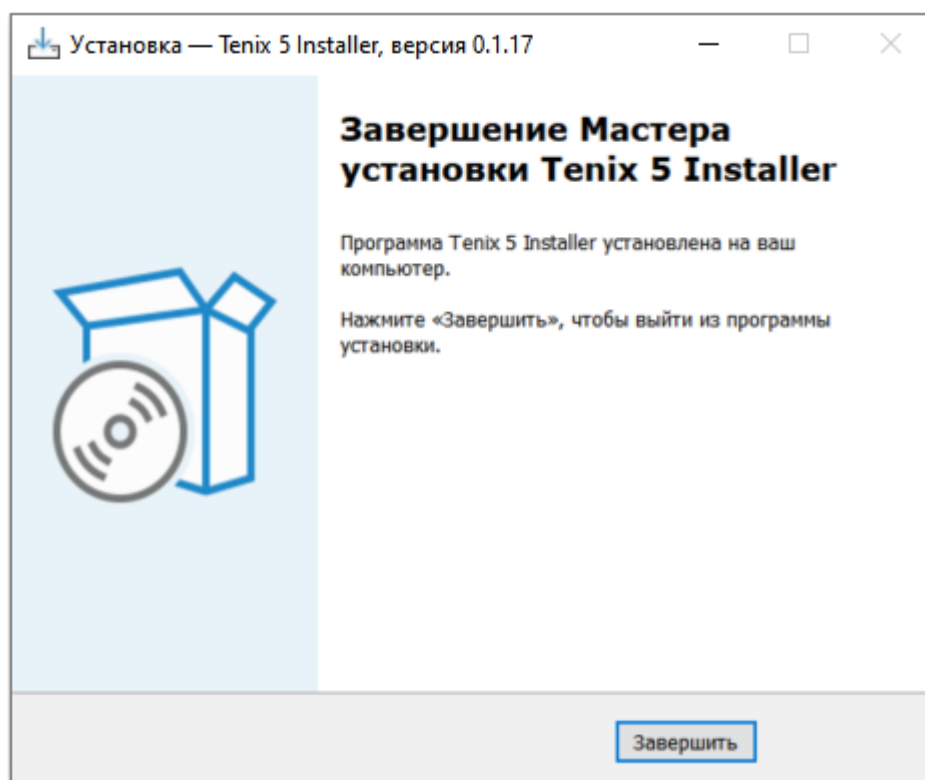 Установка — Tenix 5 Installer, версия 0.1.17
Завершение Мастера
установки Tenix 5 Installer
Программа Tenix 5 Installer установлена на ваш
компьютер.
Нажмите «Завершить», чтобы выйти из программы
установки.
Завершить